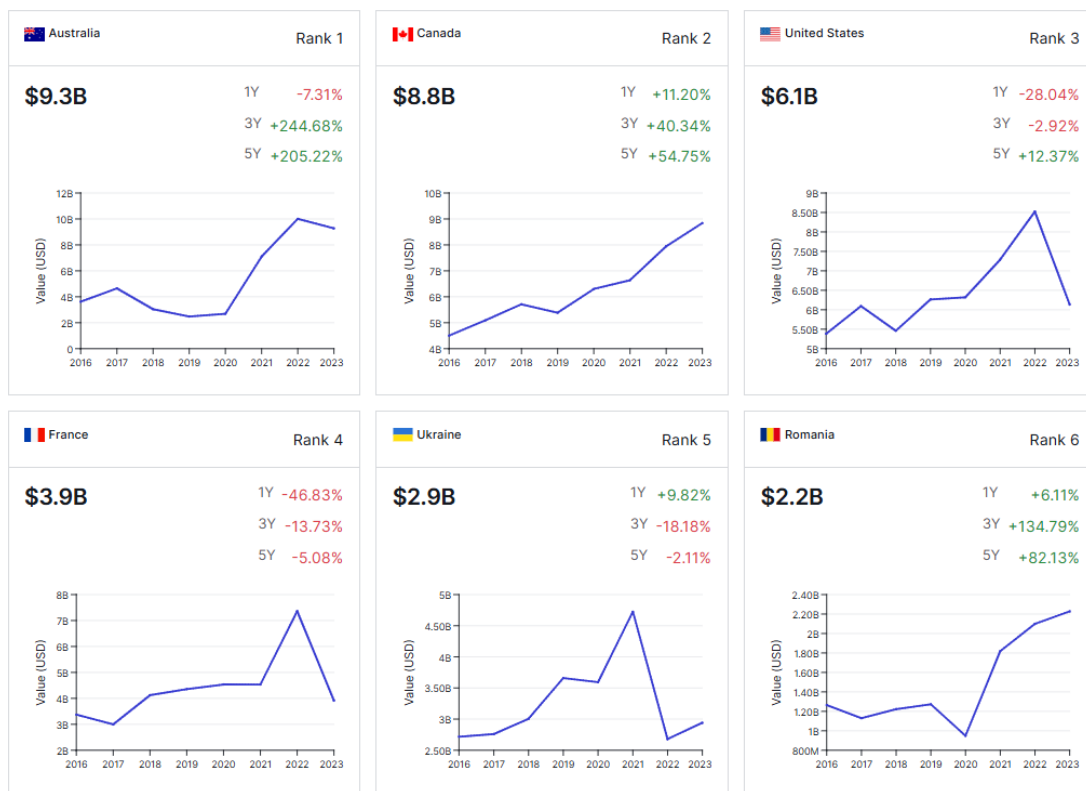 Australia
Rank 1
$9.3B
1Y -7.31%
3Y +244.68%
5Y +205.22%
12B
10B
8B
6B
4B
2B
0
Value (USD)
2016 2017 2018 2019 2020 2021 2022 2023
Canada
Rank 2
$8.8B
1Y +11.20%
3Y +40.34%
5Y +54.75%
10B
9B
8B
7B
6B
5B
4B
Value (USD)
2016 2017 2018 2019 2020 2021 2022 2023
United States
Rank 3
$6.1B
1Y -28.04%
3Y -2.92%
5Y +12.37%
9B
8.50B
8B
7.50B
7B
6.50B
6B
5.50B
5B
Value (USD)
2016 2017 2018 2019 2020 2021 2022 2023
France
Rank 4
$3.9B
1Y -46.83%
3Y -13.73%
5Y -5.08%
8B
7B
6B
5B
4B
3B
2B
Value (USD)
2016 2017 2018 2019 2020 2021 2022 2023
Ukraine
Rank 5
$2.9B
1Y +9.82%
3Y -18.18%
5Y -2.11%
5B
4.50B
4B
3.50B
3B
2.50B
Value (USD)
2016 2017 2018 2019 2020 2021 2022 2023
Romania
Rank 6
$2.2B
1Y +6.11%
3Y +134.79%
5Y +82.13%
2.40B
2.20B
2B
1.80B
1.60B
1.40B
1.20B
1B
800M
Value (USD)
2016 2017 2018 2019 2020 2021 2022 2023